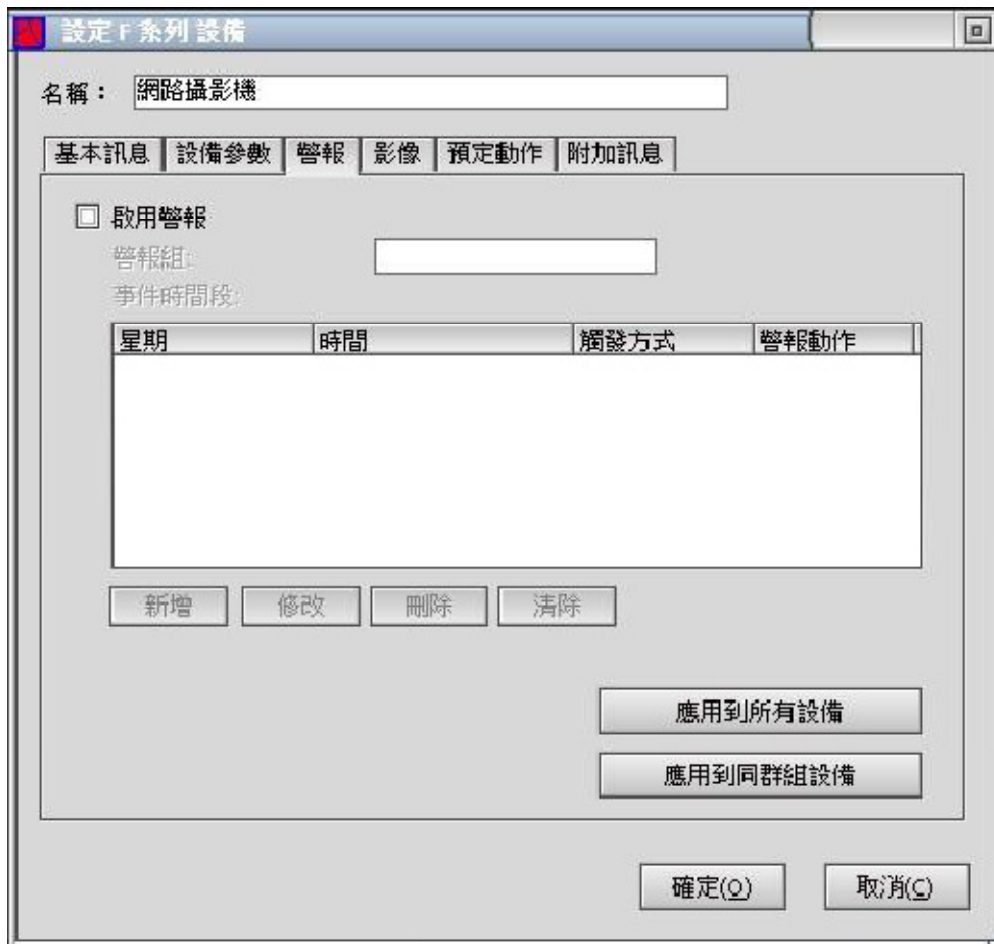 設定 F 系列 設備
名稱： 網路攝影機
基本訊息 設備參數 警報 影像 預定動作 附加訊息
啟用警報
警報組:
事件時間段:
星期 時間 觸發方式 警報動作
新增 修改 刪除 清除
應用到所有設備
應用到同群組設備
確定(O) 取消(C)